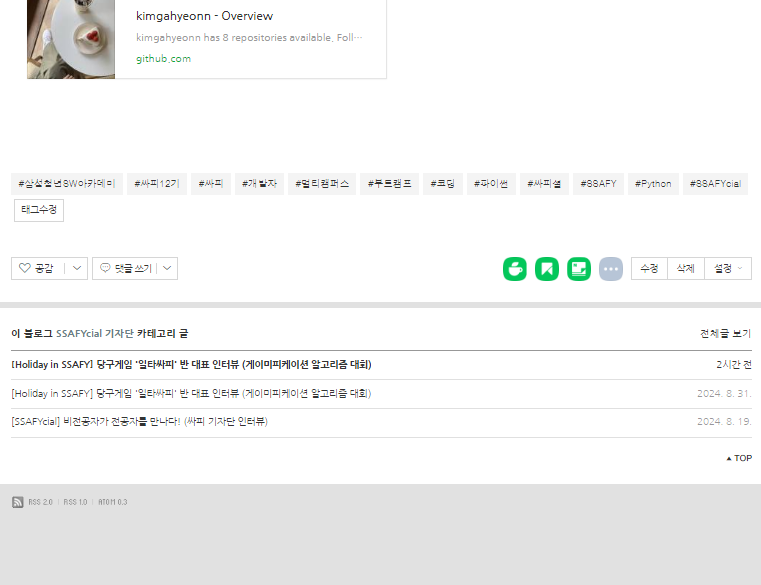 kimgahyeonn - Overview
kimgahyeonn has 8 repositories available. Foll…
github.com
#삼성청년SW아카데미 #싸피12기 #싸피 #개발자 #멀티캠퍼스 #부트캠프 #코딩 #파이썬 #싸피셜 #SSAFY #Python #SSAFYcial
태그수정
공감 댓글 쓰기 수정 삭제 설정
이 블로그 SSAFYcial 기자단 카테고리 글 전체글 보기
[Holiday in SSAFY] 당구게임 '일타싸피' 반 대표 인터뷰 (게이미피케이션 알고리즘 대회) 2시간 전
[Holiday in SSAFY] 당구게임 '일타싸피' 반 대표 인터뷰 (게이미피케이션 알고리즘 대회) 2024. 8. 31.
[SSAFYcial] 비전공자가 전공자를 만나다! (싸피 기자단 인터뷰) 2024. 8. 19.
▲ TOP
RSS 2.0 | RSS 1.0 | ATOM 0.3